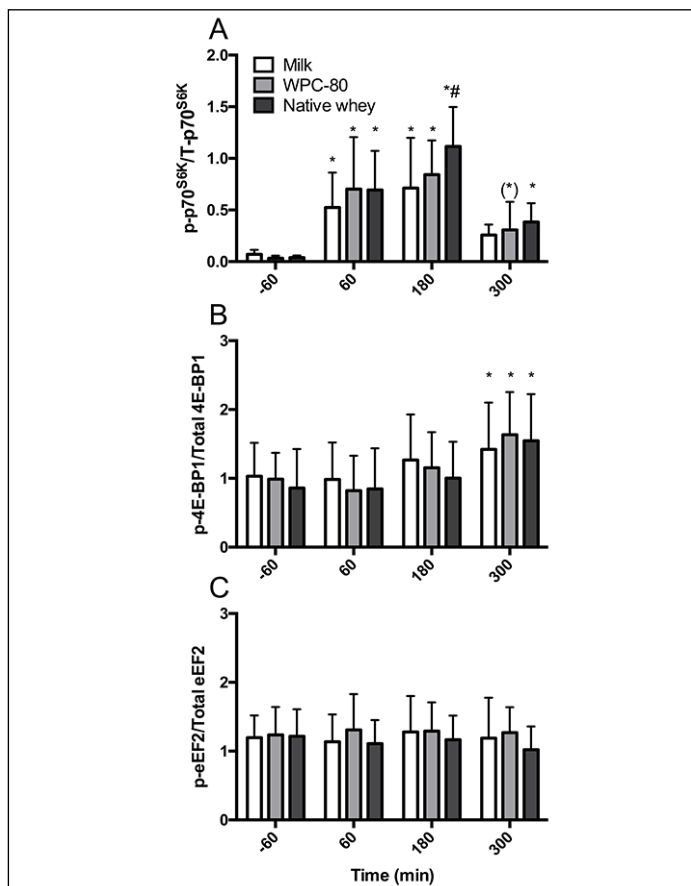 A
2.0
1.5
1.0
0.5
0.0
p-p70S6K/T-p70S6K
Milk
WPC-80
Native whey
* * *
* * *#
(*) *
-60 60 180 300
B
3
2
1
0
p-4E-BP1/Total 4E-BP1
* * *
-60 60 180 300
C
3
2
1
0
p-eEF2/Total eEF2
-60 60 180 300
Time (min)